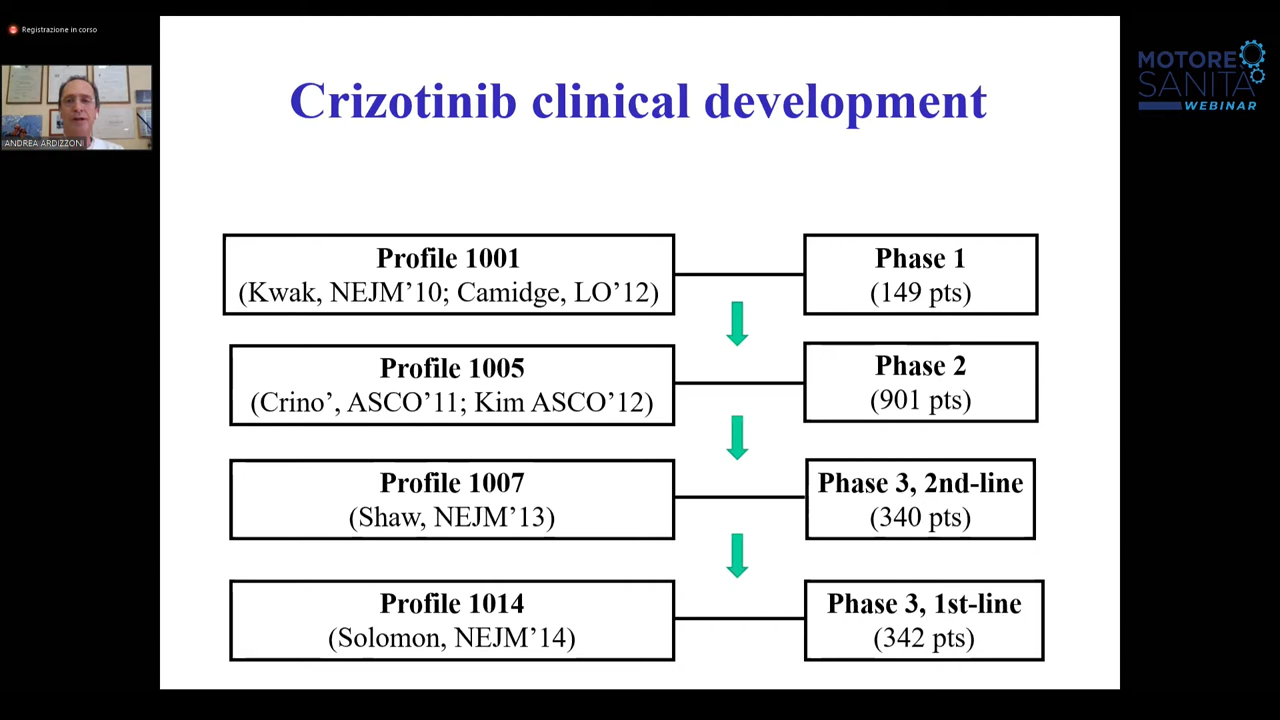 Registrazione in corso
ANDREA ARDIZZONI
MOTORE
SANITA
WEBINAR
Crizotinib clinical development
Profile 1001
(Kwak, NEJM’10; Camidge, LO’12)
Phase 1
(149 pts)
Profile 1005
(Crino’, ASCO’11; Kim ASCO’12)
Phase 2
(901 pts)
Profile 1007
(Shaw, NEJM’13)
Phase 3, 2nd-line
(340 pts)
Profile 1014
(Solomon, NEJM’14)
Phase 3, 1st-line
(342 pts)